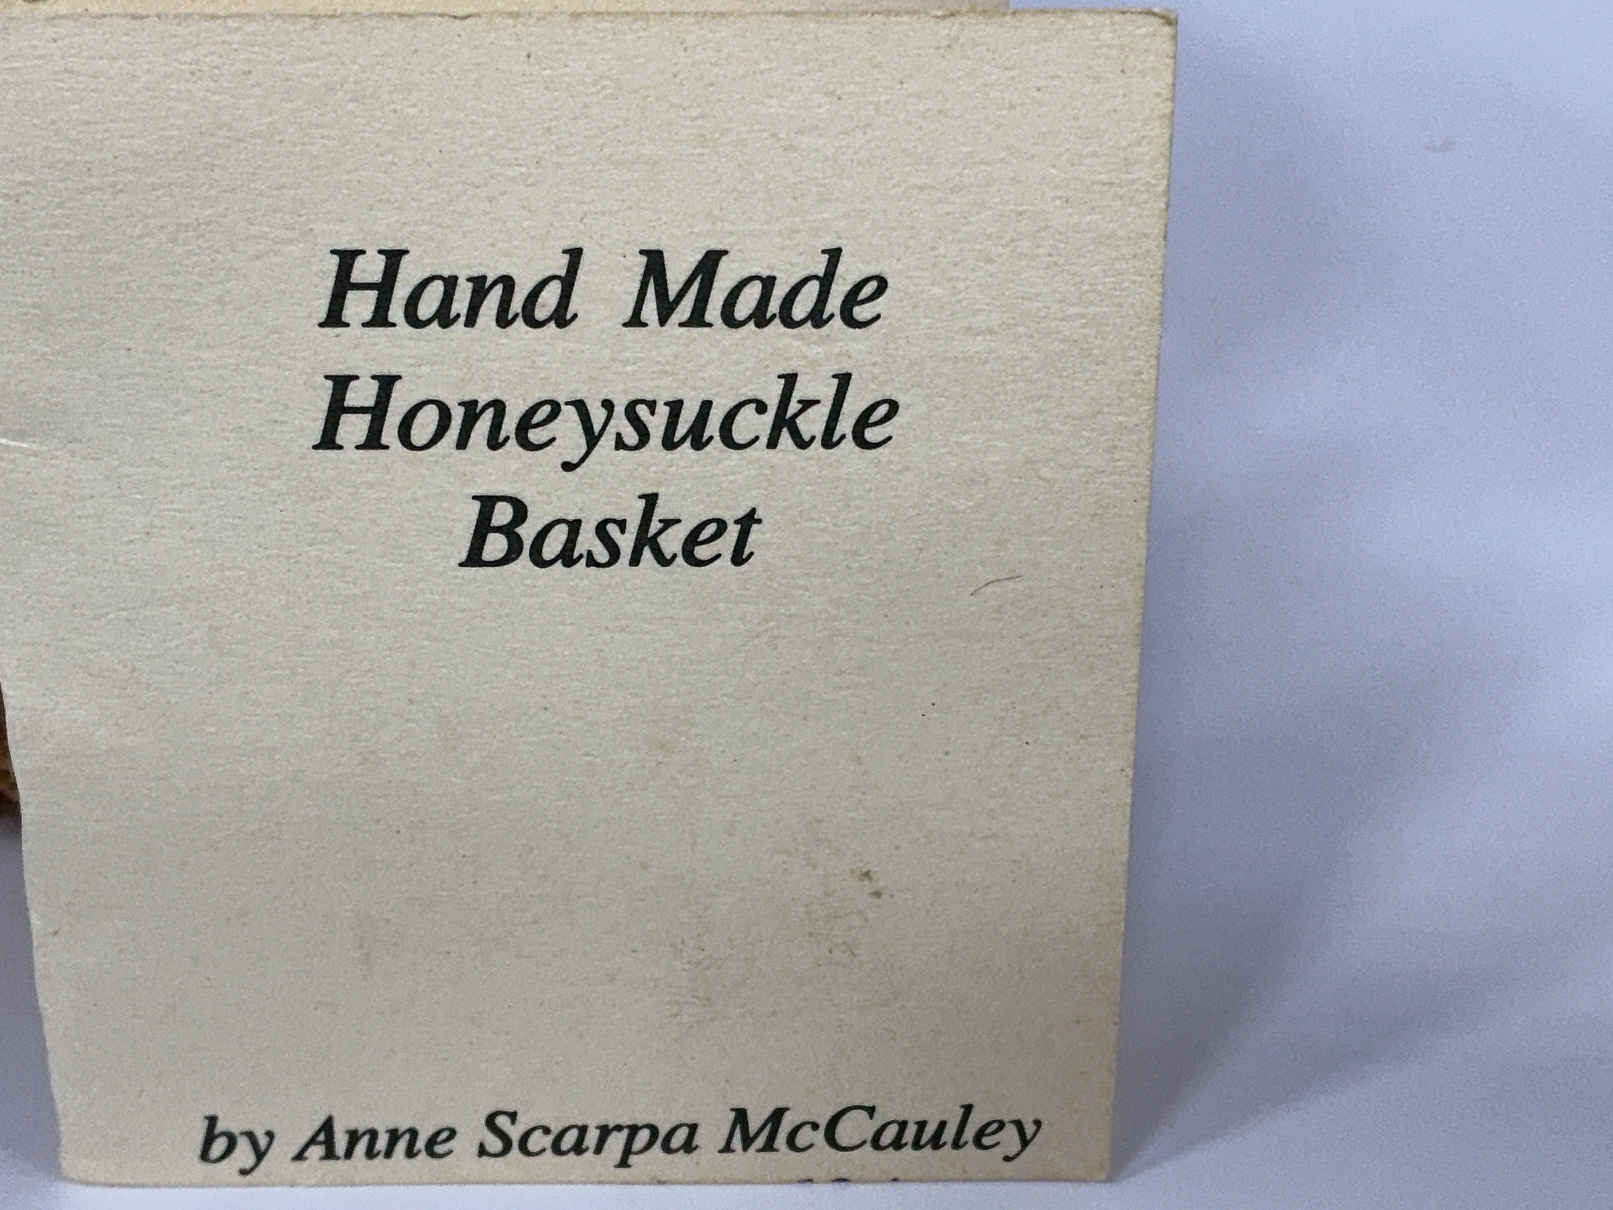 Hand Made
Honeysuckle
Basket
by Anne Scarpa McCauley